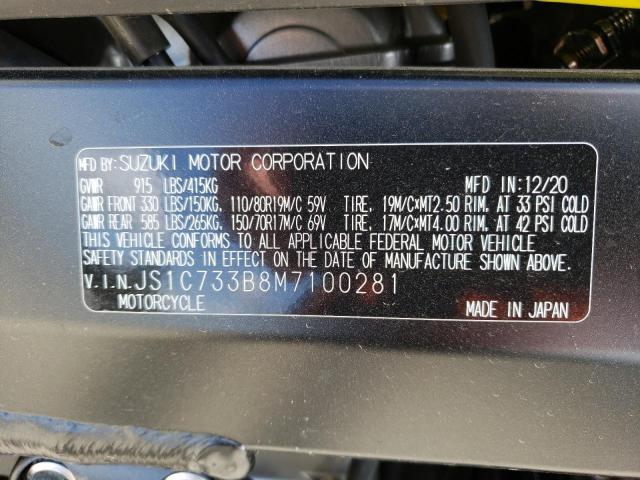 MFD BY:SUZUKI MOTOR CORPORATION
GVWR 915 LBS/415KG MFD IN:12/20
GAWR FRONT 330 LBS/150KG, 110/80R19M/C 59V TIRE, 19M/C×MT2.50 RIM. AT 33 PSI COLD
GAWR REAR 585 LBS/265KG, 150/70R17M/C 69V TIRE, 17M/C×MT4.00 RIM. AT 42 PSI COLD
THIS VEHICLE CONFORMS TO ALL APPLICABLE FEDERAL MOTOR VEHICLE
SAFETY STANDARDS IN EFFECT ON THE DATE OF MANUFACTURE SHOWN ABOVE.
V.I.N.JS1C733B8M7100281
MOTORCYCLE MADE IN JAPAN